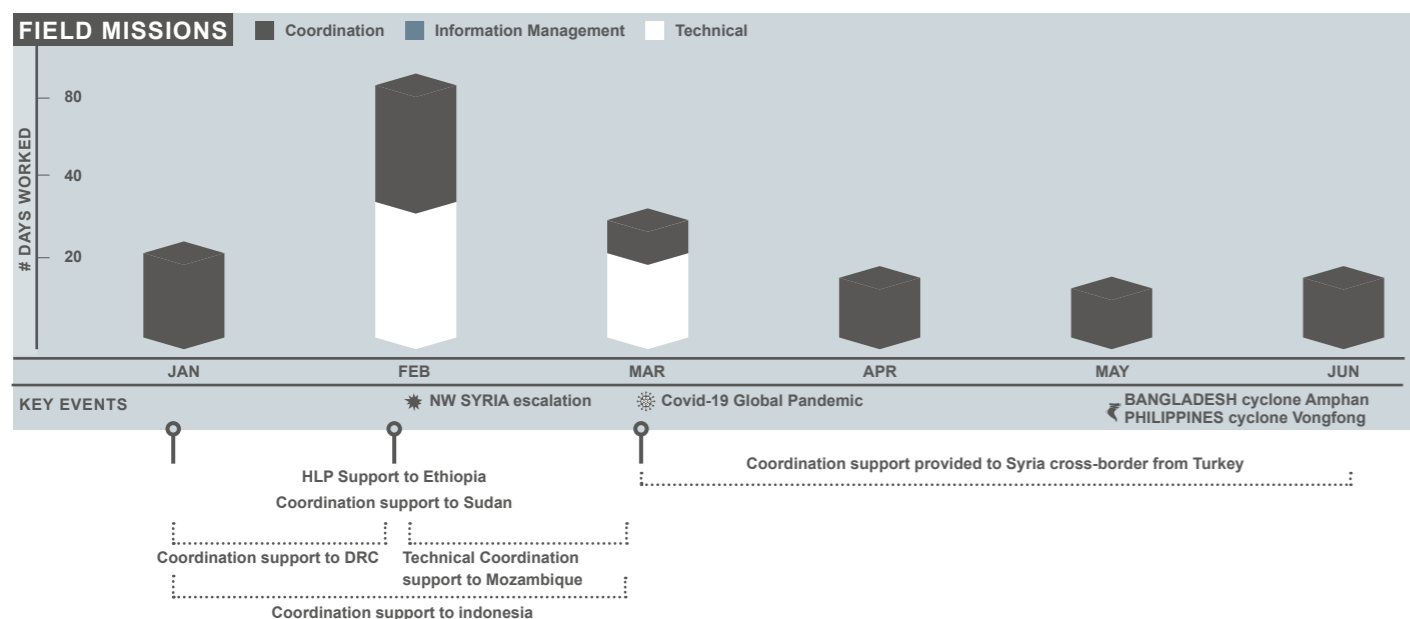 FIELD MISSIONS
Coordination
Information Management
Technical
# DAYS WORKED
80
40
20
JAN
FEB
MAR
APR
MAY
JUN
KEY EVENTS
NW SYRIA escalation
Covid-19 Global Pandemic
BANGLADESH cyclone Amphan
PHILIPPINES cyclone Vongfong
HLP Support to Ethiopia
Coordination support to Sudan
Coordination support provided to Syria cross-border from Turkey
Coordination support to DRC
Technical Coordination
support to Mozambique
Coordination support to indonesia